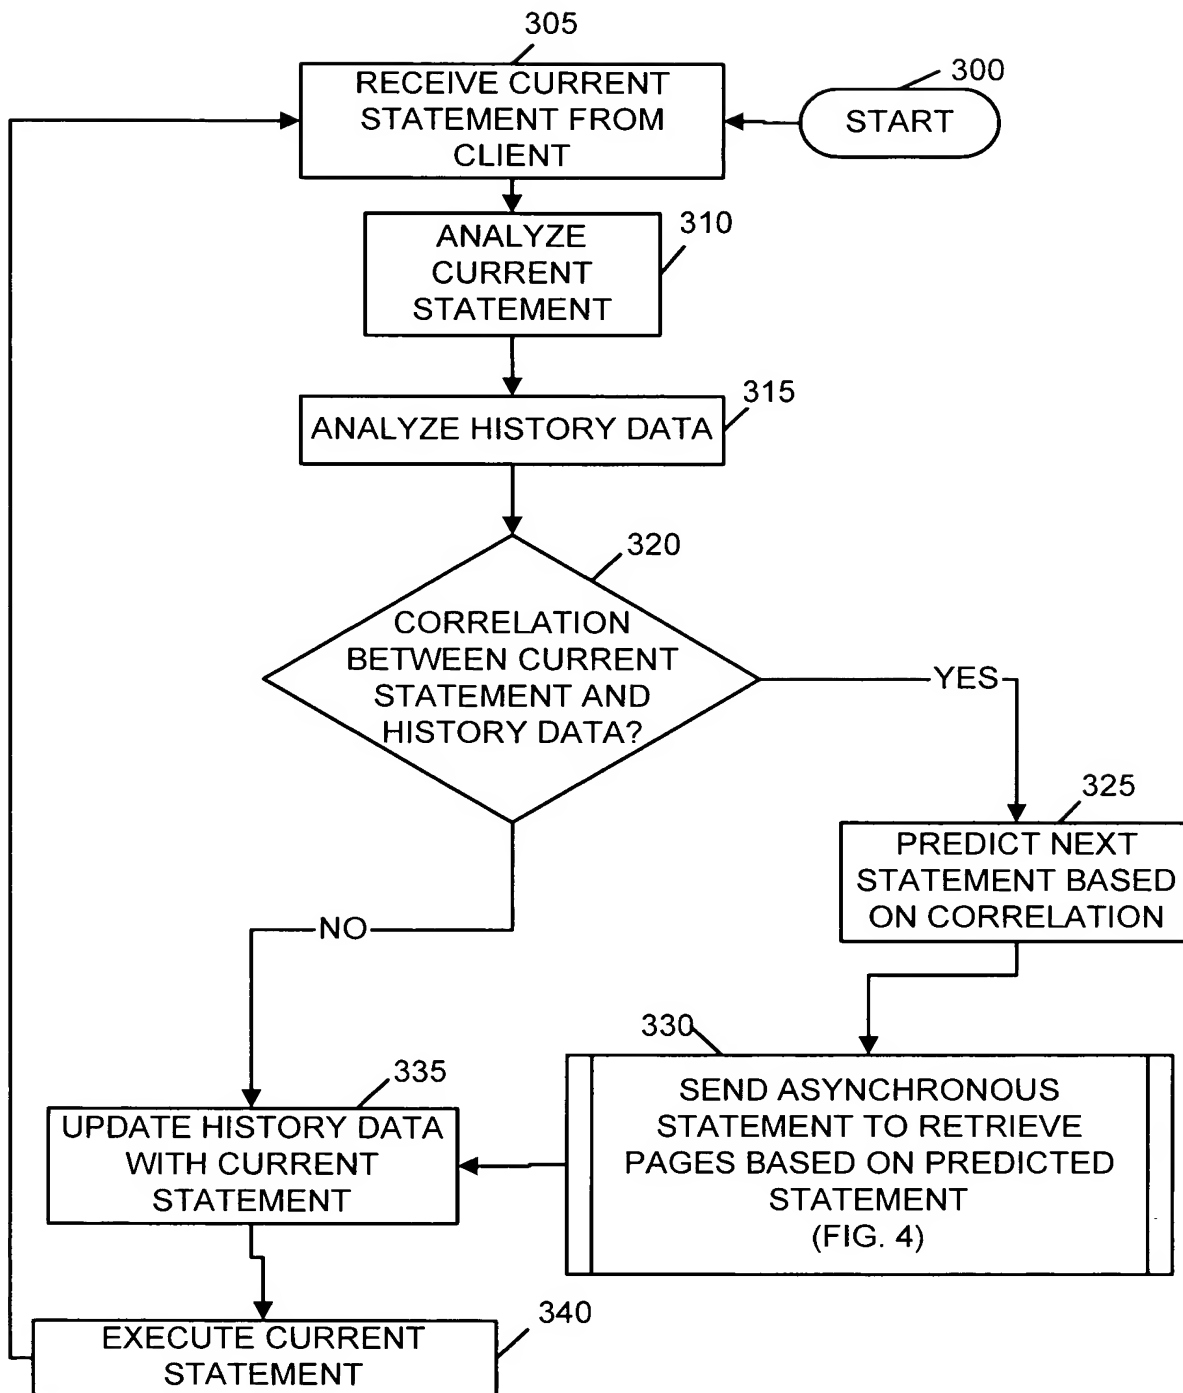 305
RECEIVE CURRENT
STATEMENT FROM
CLIENT
300
START
310
ANALYZE
CURRENT
STATEMENT
315
ANALYZE HISTORY DATA
320
CORRELATION
BETWEEN CURRENT
STATEMENT AND
HISTORY DATA?
YES
325
PREDICT NEXT
STATEMENT BASED
ON CORRELATION
NO
330
SEND ASYNCHRONOUS
STATEMENT TO RETRIEVE
PAGES BASED ON PREDICTED
STATEMENT
(FIG. 4)
335
UPDATE HISTORY DATA
WITH CURRENT
STATEMENT
340
EXECUTE CURRENT
STATEMENT